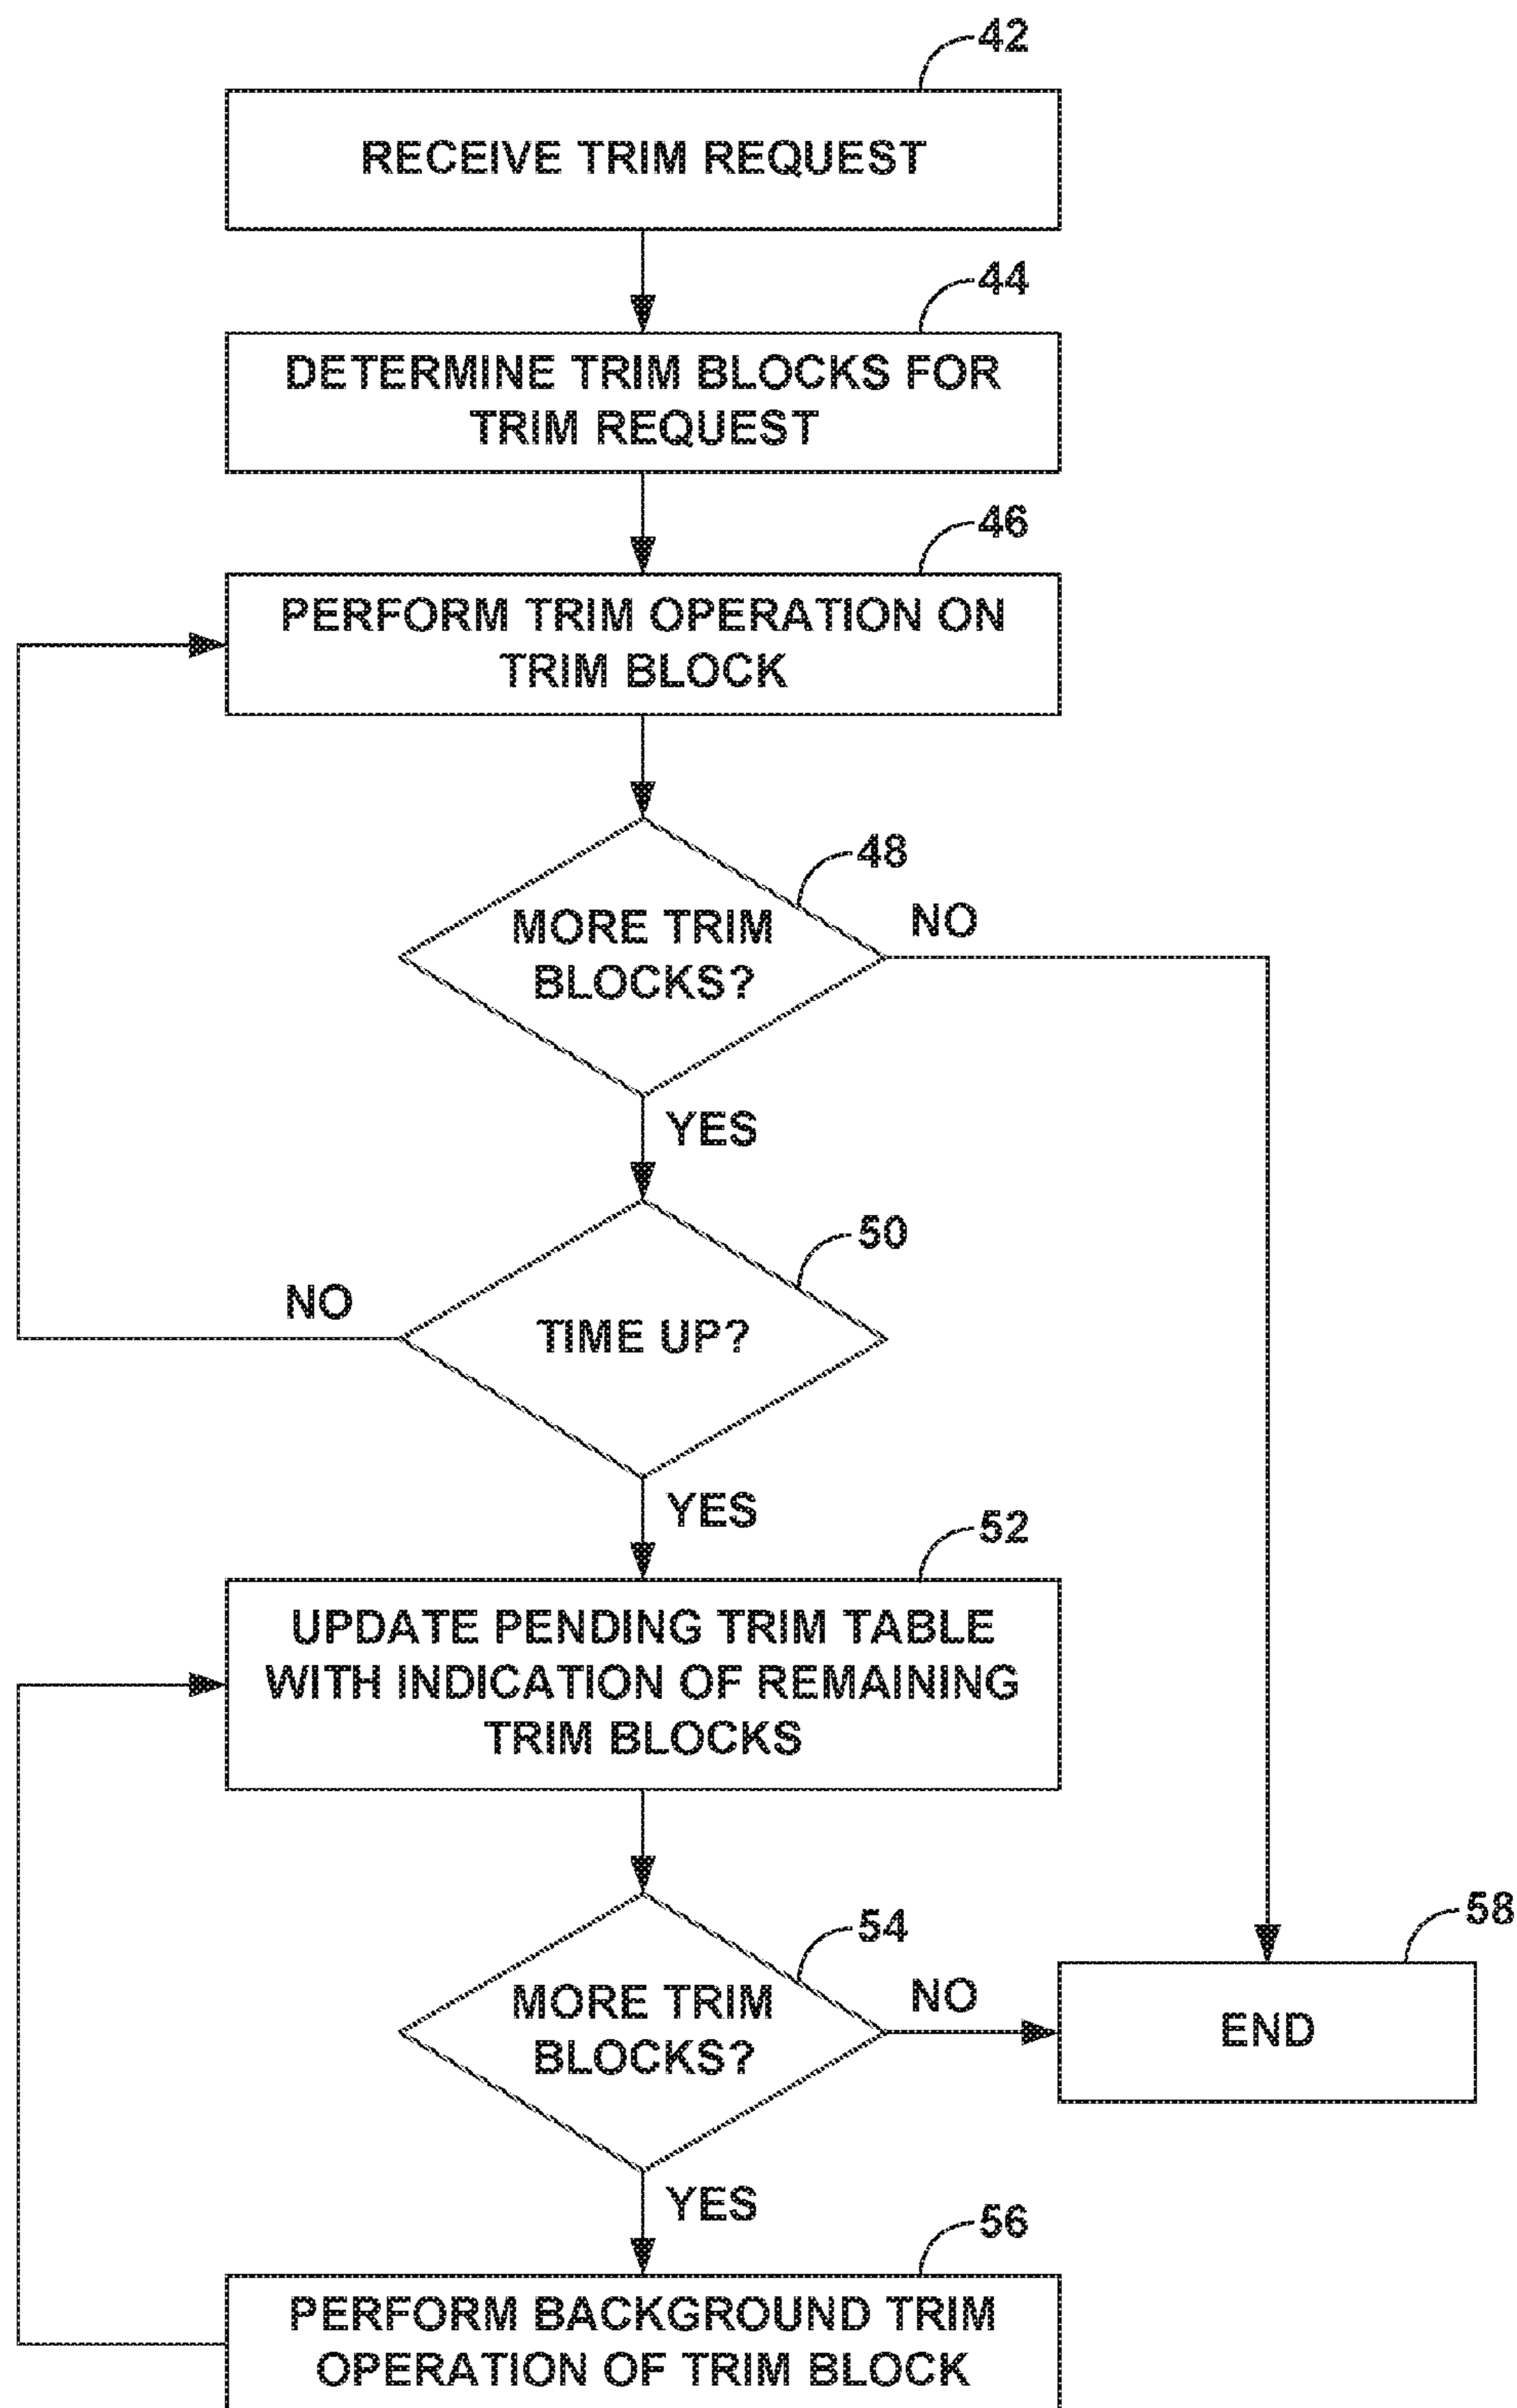 42
RECEIVE TRIM REQUEST
44
DETERMINE TRIM BLOCKS FOR
TRIM REQUEST
46
PERFORM TRIM OPERATION ON
TRIM BLOCK
48
MORE TRIM
BLOCKS?
NO
YES
50
TIME UP?
NO
YES
52
UPDATE PENDING TRIM TABLE
WITH INDICATION OF REMAINING
TRIM BLOCKS
54
MORE TRIM
BLOCKS?
NO
58
END
YES
56
PERFORM BACKGROUND TRIM
OPERATION OF TRIM BLOCK